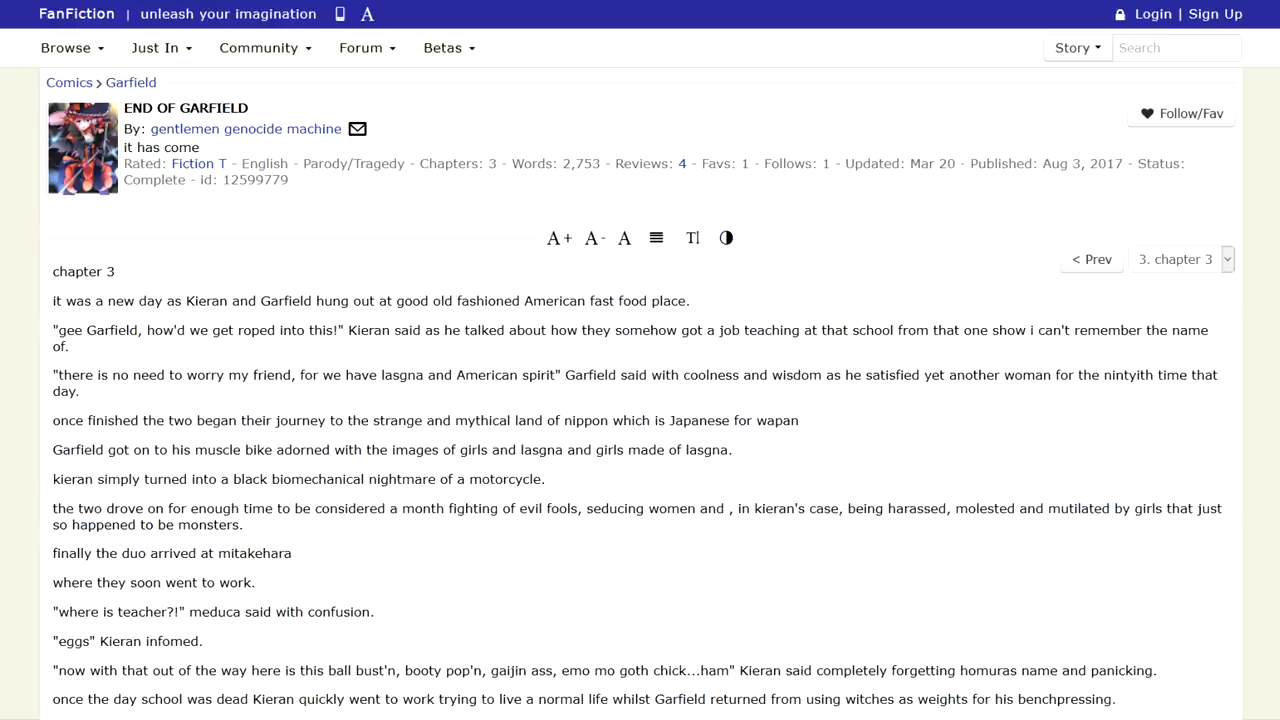 FanFiction | unleash your imagination A Login | Sign Up
Browse Just In Community Forum Betas Story Search
Comics Garfield
END OF GARFIELD
Follow/Fav
By: gentlemen genocide machine
it has come
Rated: Fiction T - English - Parody/Tragedy - Chapters: 3 - Words: 2,753 - Reviews: 4 - Favs: 1 - Follows: 1 - Updated: Mar 20 - Published: Aug 3, 2017 - Status:
Complete - id: 12599779
A+ A- A T
< Prev 3. chapter 3
chapter 3
it was a new day as Kieran and Garfield hung out at good old fashioned American fast food place.
"gee Garfield, how'd we get roped into this!" Kieran said as he talked about how they somehow got a job teaching at that school from that one show i can't remember the name
of.
"there is no need to worry my friend, for we have lasgna and American spirit" Garfield said with coolness and wisdom as he satisfied yet another woman for the nintyith time that
day.
once finished the two began their journey to the strange and mythical land of nippon which is Japanese for wapan
Garfield got on to his muscle bike adorned with the images of girls and lasgna and girls made of lasgna.
kieran simply turned into a black biomechanical nightmare of a motorcycle.
the two drove on for enough time to be considered a month fighting of evil fools, seducing women and , in kieran's case, being harassed, molested and mutilated by girls that just
so happened to be monsters.
finally the duo arrived at mitakehara
where they soon went to work.
"where is teacher?!" meduca said with confusion.
"eggs" Kieran infomed.
"now with that out of the way here is this ball bust'n, booty pop'n, gaijin ass, emo mo goth chick...ham" Kieran said completely forgetting homuras name and panicking.
once the day school was dead Kieran quickly went to work trying to live a normal life whilst Garfield returned from using witches as weights for his benchpressing.